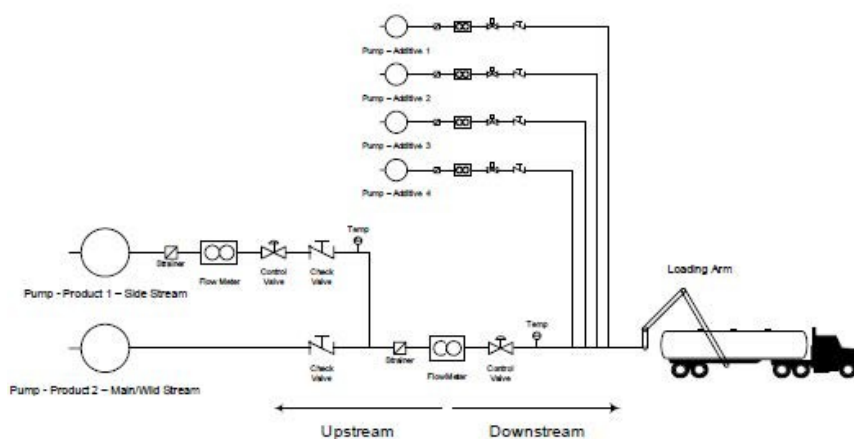 Pump – Additive 1
Pump – Additive 2
Pump – Additive 3
Pump – Additive 4
Temp
Strainer
Flow Meter
Control
Valve
Check
Valve
Pump - Product 1 – Side Stream
Loading Arm
Temp
Check
Valve
Strainer
FlowMeter
Control
Valve
Pump - Product 2 – Main/Wild Stream
Upstream
Downstream